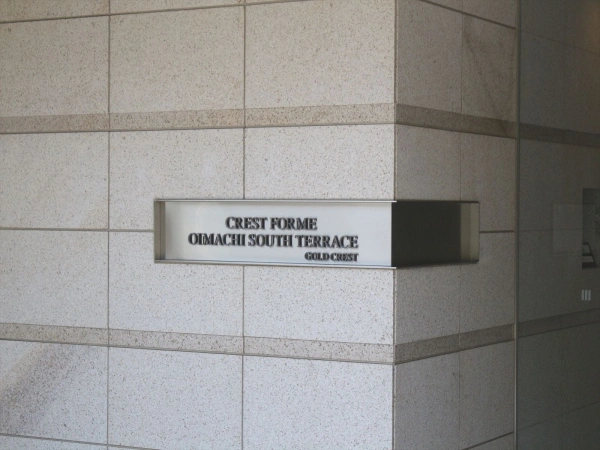 CREST FORME
OIMACHI SOUTH TERRACE
GOLD CREST